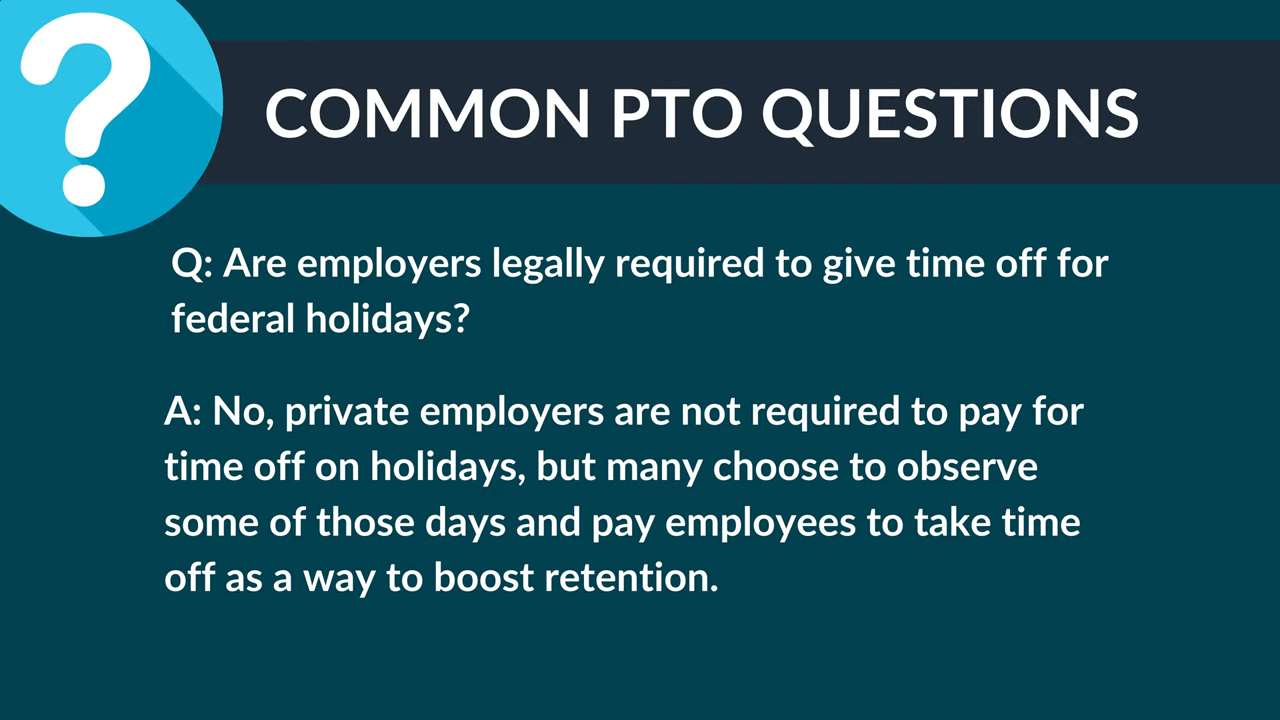 COMMON PTO QUESTIONS
Q: Are employers legally required to give time off for
federal holidays?
A: No, private employers are not required to pay for
time off on holidays, but many choose to observe
some of those days and pay employees to take time
off as a way to boost retention.